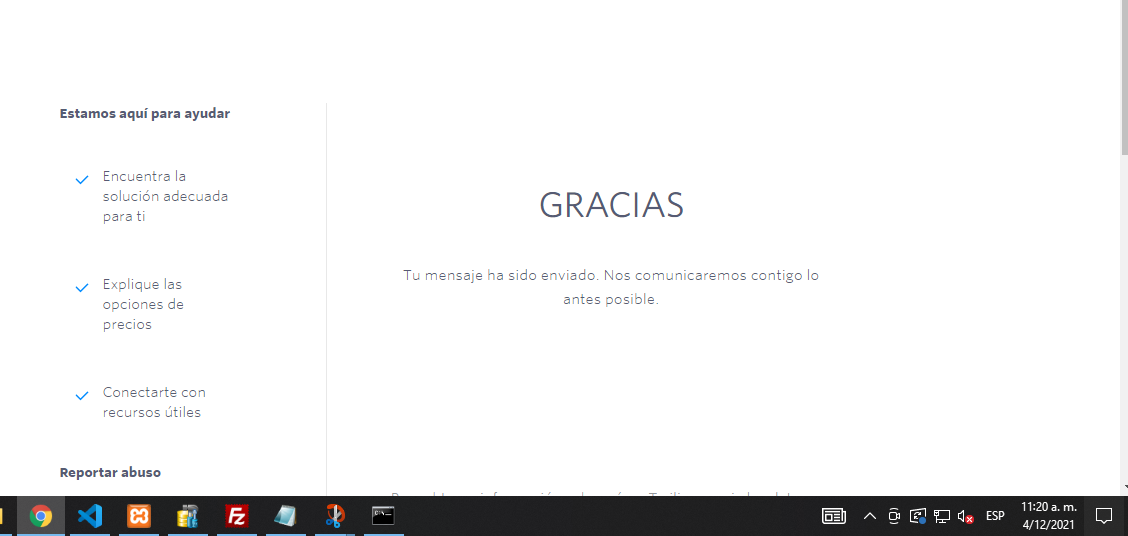 Estamos aquí para ayudar
Encuentra la
solución adecuada
para ti
Explique las
opciones de
precios
Conectarte con
recursos útiles
Reportar abuso
GRACIAS
Tu mensaje ha sido enviado. Nos comunicaremos contigo lo
antes posible.
ESP
11:20 a. m.
4/12/2021